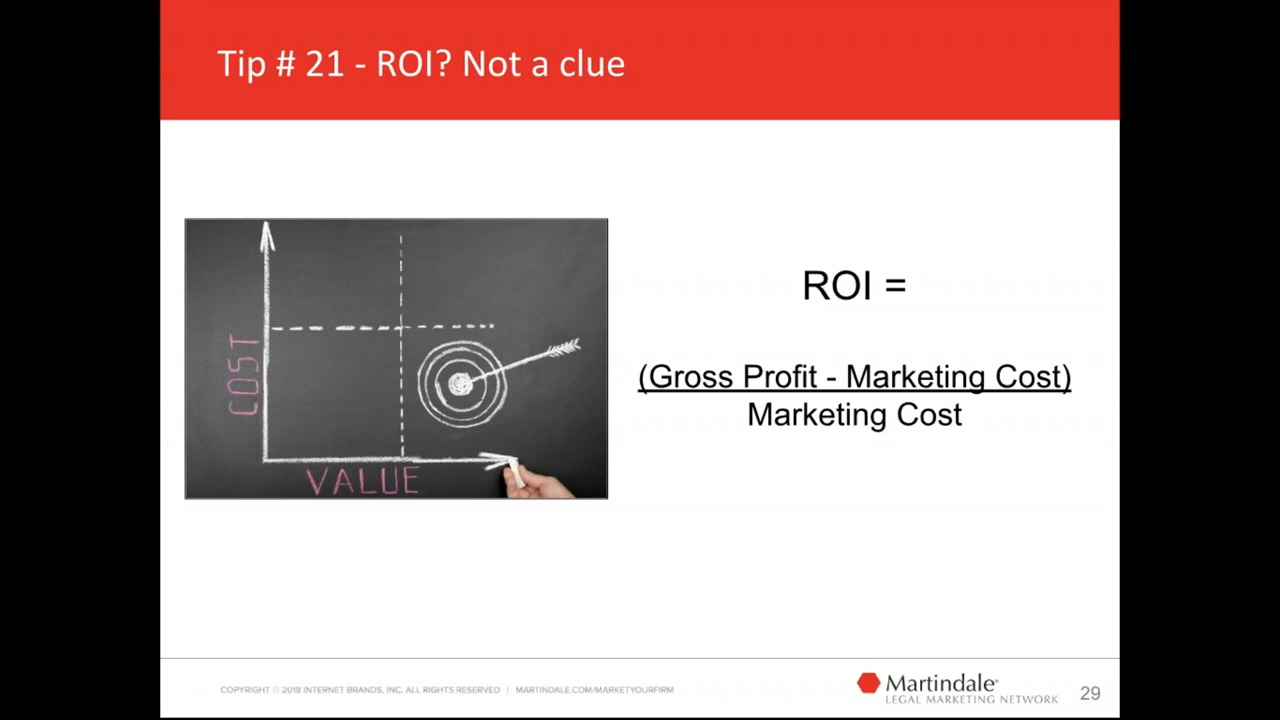 Tip # 21 - ROI? Not a clue
COST
VALUE
ROI =
(Gross Profit - Marketing Cost)
Marketing Cost
COPYRIGHT © 2018 INTERNET BRANDS, INC. ALL RIGHTS RESERVED | MARTINDALE.COM/MARKETYOURFIRM
Martindale®
LEGAL MARKETING NETWORK
29